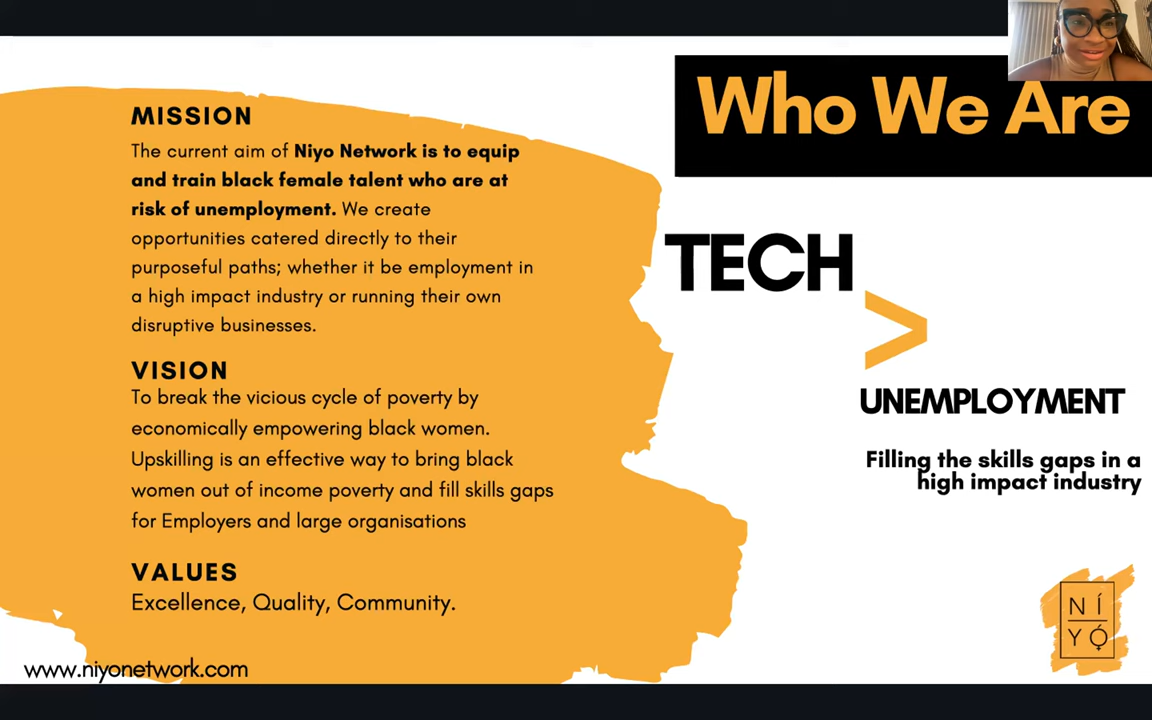 Who We Are
MISSION
The current aim of Niyo Network is to equip
and train black female talent who are at
risk of unemployment. We create
opportunities catered directly to their
purposeful paths; whether it be employment in
a high impact industry or running their own
disruptive businesses.
VISION
To break the vicious cycle of poverty by
economically empowering black women.
Upskilling is an effective way to bring black
women out of income poverty and fill skills gaps
for Employers and large organisations
VALUES
Excellence, Quality, Community.
www.niyonetwork.com
TECH
>
UNEMPLOYMENT
Filling the skills gaps in a
high impact industry
NÍ
YÓ